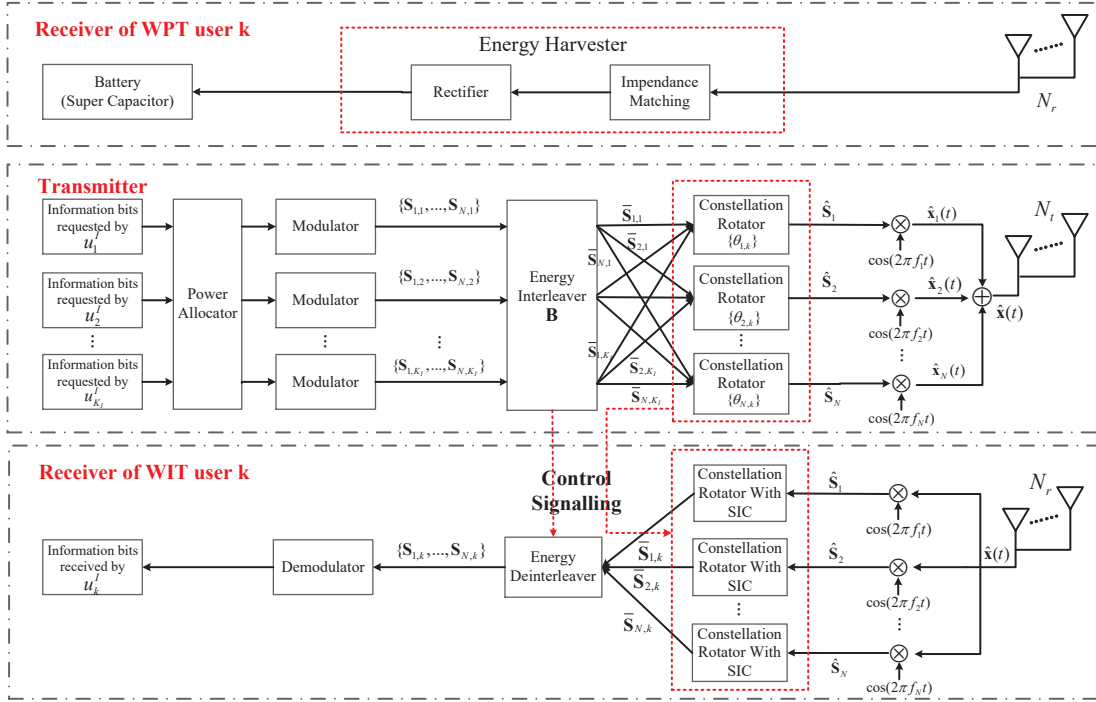 Receiver of WPT user k
Energy Harvester
Battery
(Super Capacitor)
Rectifier
Impendance
Matching
N_r
Transmitter
Information bits
requested by
u_1^I
Information bits
requested by
u_2^I
⋮
Information bits
requested by
u_{K_I}^I
Power
Allocator
Modulator
Modulator
⋮
Modulator
{S_{1,1},...,S_{N,1}}
{S_{1,2},...,S_{N,2}}
⋮
{S_{1,K_I},...,S_{N,K_I}}
Energy
Interleaver
B
S̄_{1,1}
S̄_{2,1}
S̄_{N,1}
S̄_{1,K_I}
S̄_{2,K_I}
S̄_{N,K_I}
Constellation
Rotator
{θ_{1,k}}
Constellation
Rotator
{θ_{2,k}}
⋮
Constellation
Rotator
{θ_{N,k}}
Ŝ_1
Ŝ_2
Ŝ_N
cos(2πf_1t)
cos(2πf_2t)
⋮
cos(2πf_Nt)
x̂_1(t)
x̂_2(t)
x̂_N(t)
x̂(t)
N_t
Receiver of WIT user k
Control
Signalling
Information bits
received by
u_k^I
Demodulator
{S_{1,k},...,S_{N,k}}
Energy
Deinterleaver
S̄_{1,k}
S̄_{2,k}
S̄_{N,k}
Constellation
Rotator With
SIC
Constellation
Rotator With
SIC
⋮
Constellation
Rotator With
SIC
Ŝ_1
Ŝ_2
Ŝ_N
cos(2πf_1t)
cos(2πf_2t)
⋮
cos(2πf_Nt)
x̂(t)
N_r